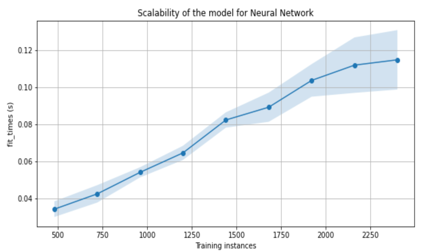 Scalability of the model for Neural Network
fit_times (s)
0.12
0.10
0.08
0.06
0.04
500 750 1000 1250 1500 1750 2000 2250
Training instances